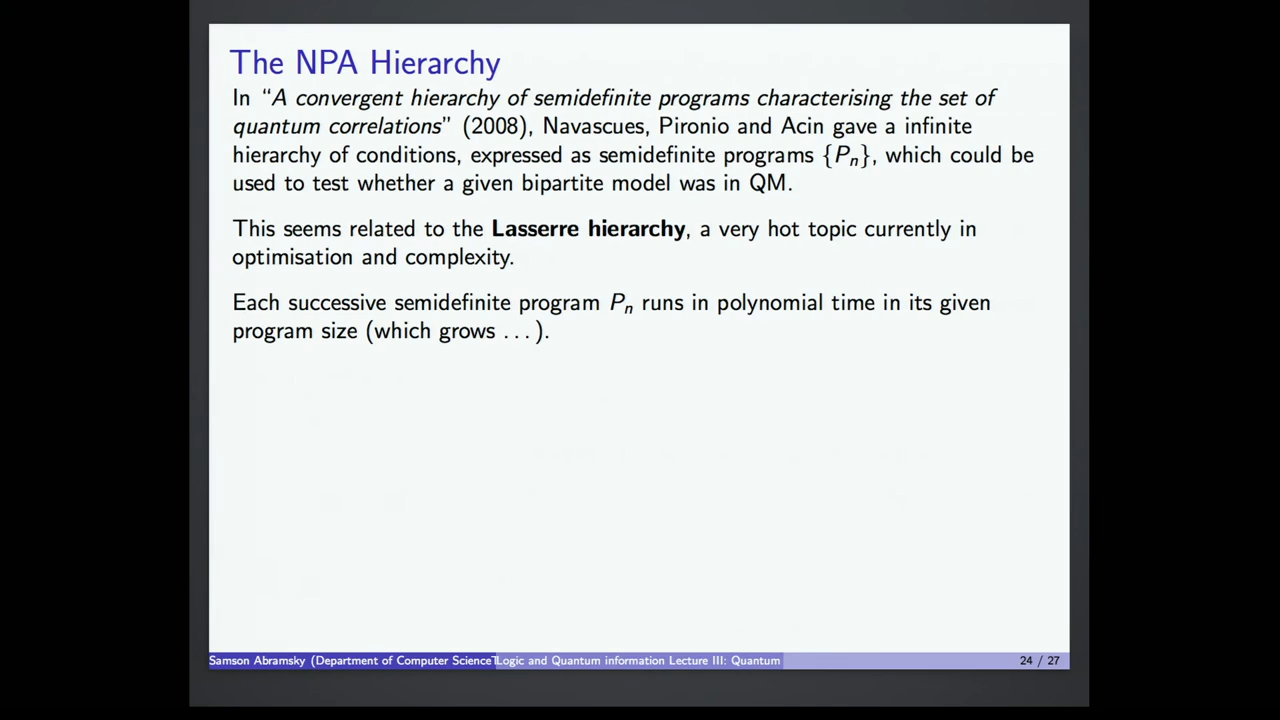 The NPA Hierarchy
In “A convergent hierarchy of semidefinite programs characterising the set of
quantum correlations” (2008), Navascues, Pironio and Acin gave a infinite
hierarchy of conditions, expressed as semidefinite programs {Pn}, which could be
used to test whether a given bipartite model was in QM.
This seems related to the Lasserre hierarchy, a very hot topic currently in
optimisation and complexity.
Each successive semidefinite program Pn runs in polynomial time in its given
program size (which grows ...).
Samson Abramsky (Department of Computer Science Logic and Quantum information Lecture III: Quantum 24 / 27